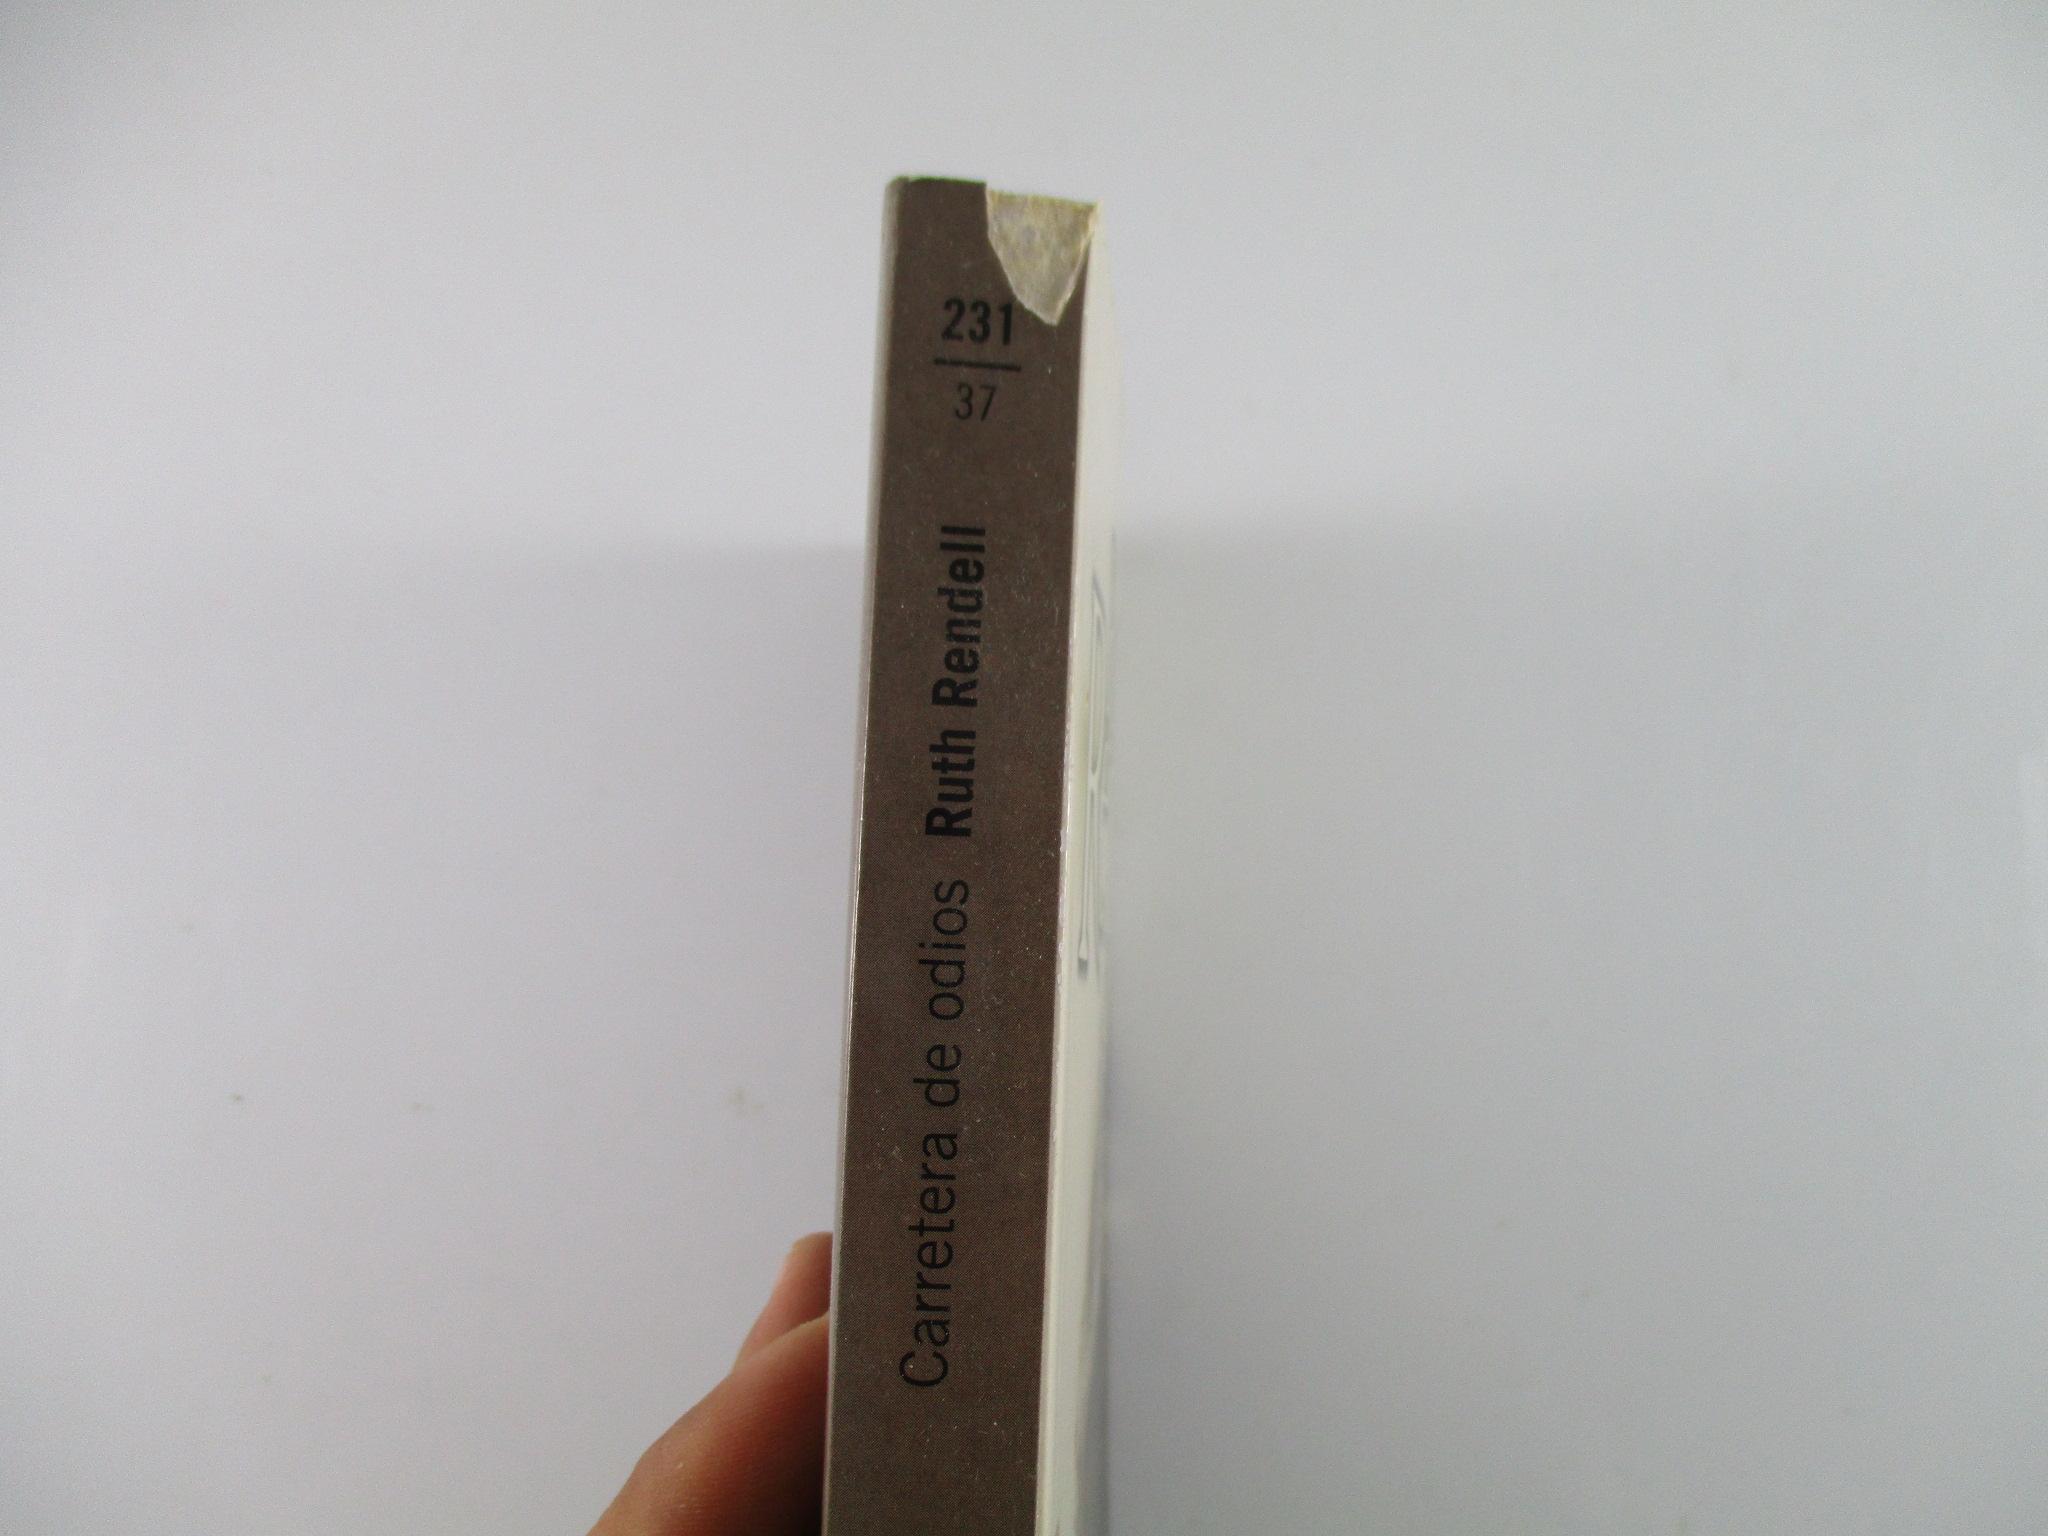 231
37
Carretera de odios Ruth Rendell